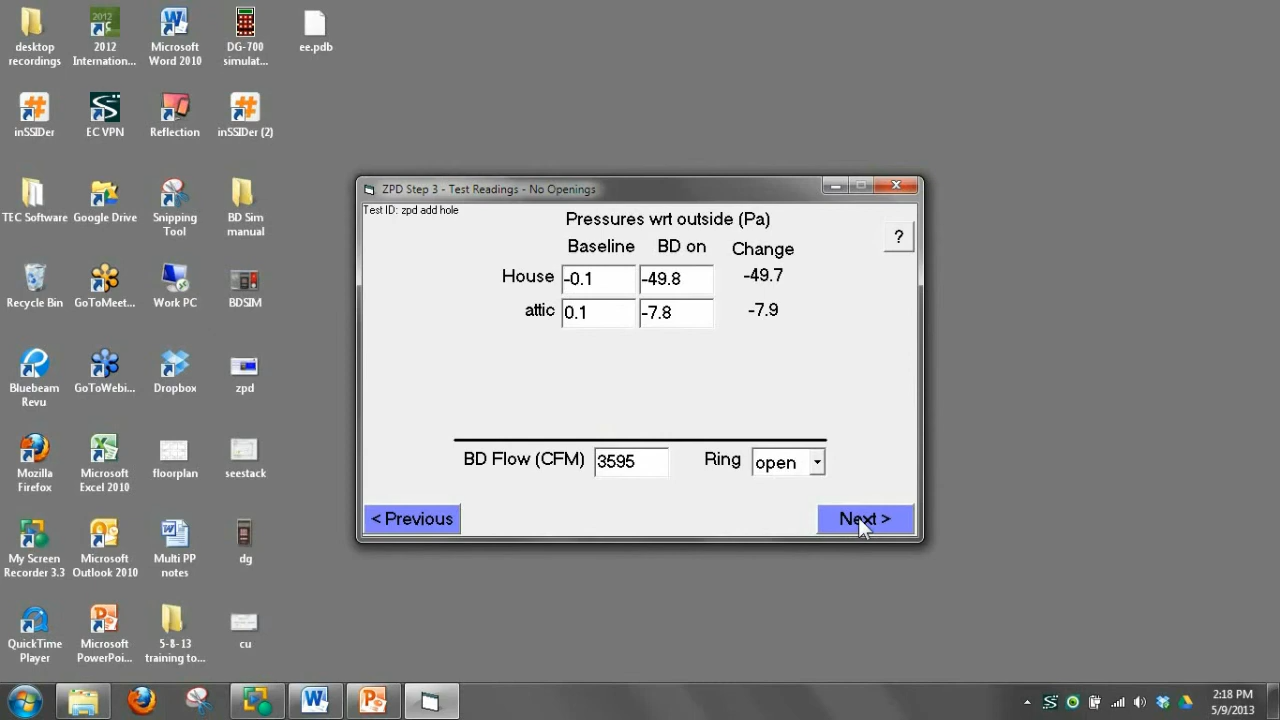 desktop
recordings
2012
2012
Internation...
Microsoft
Word 2010
DG-700
simulat...
ee.pdb
inSSIDer
EC VPN
Reflection
inSSIDer (2)
TEC Software
Google Drive
Snipping
Tool
BD Sim
manual
Recycle Bin
GoToMeet...
Work PC
BDSIM
Bluebeam
Revu
GoToWebi...
Dropbox
zpd
Mozilla
Firefox
Microsoft
Excel 2010
floorplan
seestack
My Screen
Recorder 3.3
Microsoft
Outlook 2010
Multi PP
notes
dg
QuickTime
Player
Microsoft
PowerPoi...
5-8-13
training to...
cu
ZPD Step 3 - Test Readings - No Openings
Test ID: zpd add hole
Pressures wrt outside (Pa)
?
Baseline BD on Change
House -0.1 -49.8 -49.7
attic 0.1 -7.8 -7.9
BD Flow (CFM) 3595 Ring open
< Previous
Next >
2:18 PM
5/9/2013